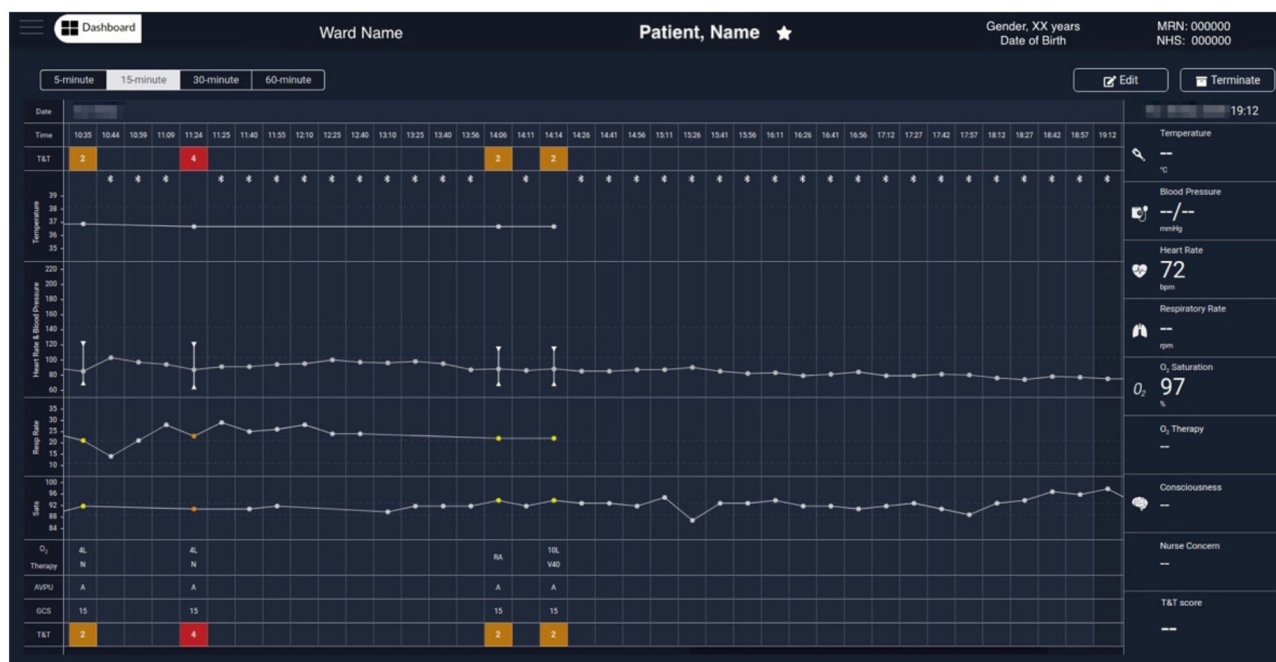 Dashboard
Ward Name
Patient, Name
Gender, XX years
Date of Birth
MRN: 000000
NHS: 000000
5-minute 15-minute 30-minute 60-minute
Edit
Terminate
Date
19:12
Time 10:35 10:44 10:59 11:09 11:24 11:25 11:40 11:55 12:10 12:25 12:40 13:10 13:25 13:40 13:56 14:06 14:11 14:14 14:26 14:41 14:56 15:11 15:26 15:41 15:56 16:11 16:26 16:41 16:56 17:12 17:27 17:42 17:57 18:12 18:27 18:42 18:57 19:12
T&T 2 4 2 2
Temperature
39
38
37
36
35
Heart Rate & Blood Pressure
220
200
180
160
140
120
100
80
60
Resp Rate
35
30
25
20
15
10
Sats
100
96
92
88
84
O₂ Therapy
4L N
4L N
RA
10L V40
AVPU A A A A
GCS 15 15 15 15
T&T 2 4 2 2
Temperature
--
°C
Blood Pressure
--/--
mmHg
Heart Rate
72
bpm
Respiratory Rate
--
rpm
O₂ Saturation
O₂ 97
%
O₂ Therapy
--
Consciousness
--
Nurse Concern
--
T&T score
--